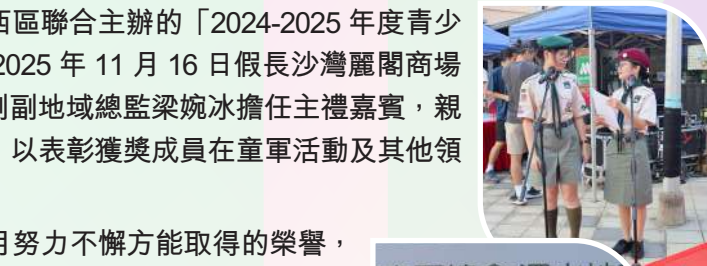 西區聯合主辦的「2024-2025 年度青少
2025 年 11 月 16 日假長沙灣麗閣商場
副地域總監梁婉冰擔任主禮嘉賓，親
以表彰獲獎成員在童軍活動及其他領
努力不懈方能取得的榮譽，